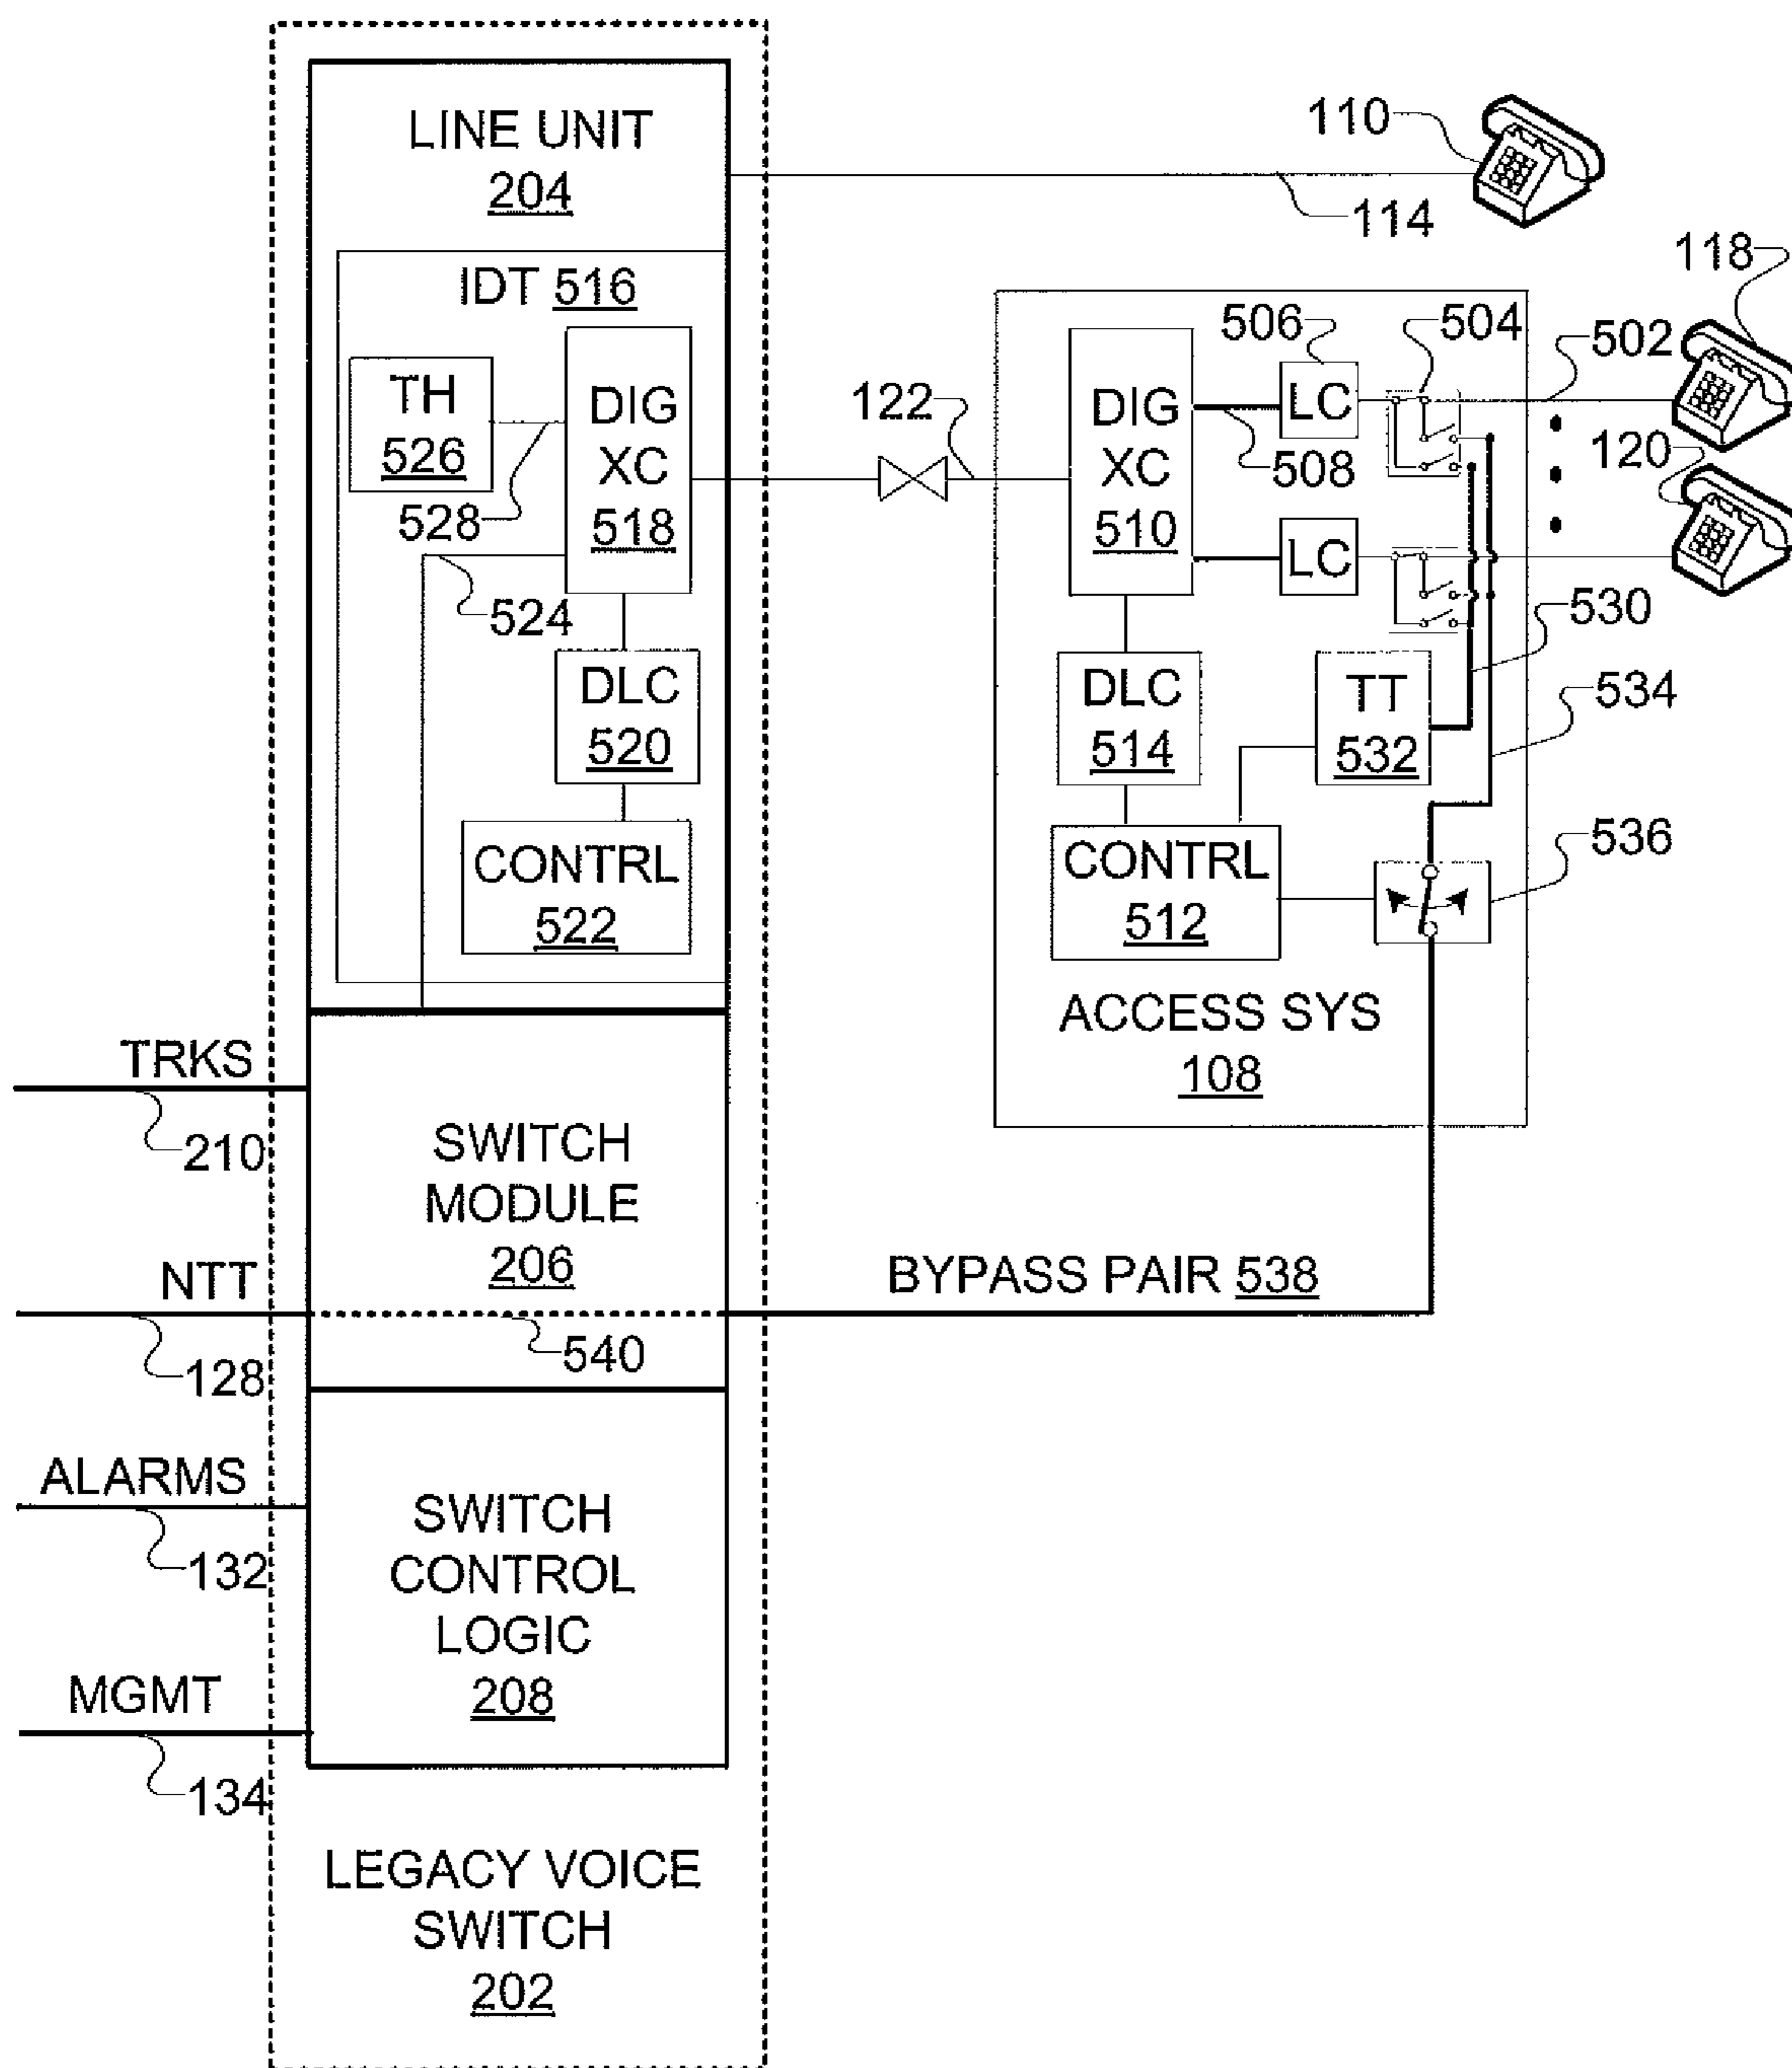 LINE UNIT
204
IDT 516
TH
526
528
524
DIG
XC
518
DLC
520
CONTRL
522
TRKS
210
SWITCH
MODULE
206
NTT
128
540
BYPASS PAIR 538
ALARMS
132
SWITCH
CONTROL
LOGIC
208
MGMT
134
LEGACY VOICE
SWITCH
202
110
114
118
120
122
506
504
502
DIG
XC
510
LC
508
LC
530
534
536
DLC
514
TT
532
CONTRL
512
ACCESS SYS
108